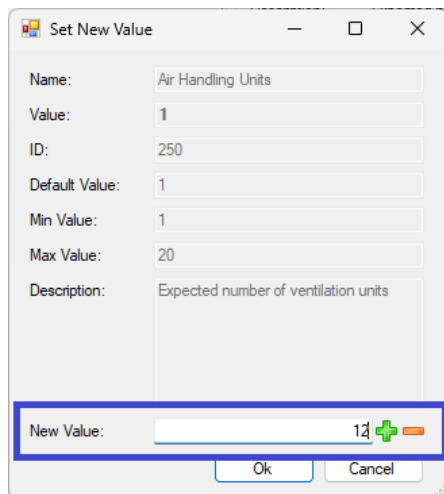 Set New Value
Name: Air Handling Units
Value: 1
ID: 250
Default Value: 1
Min Value: 1
Max Value: 20
Description: Expected number of ventilation units
New Value: 12
Ok Cancel